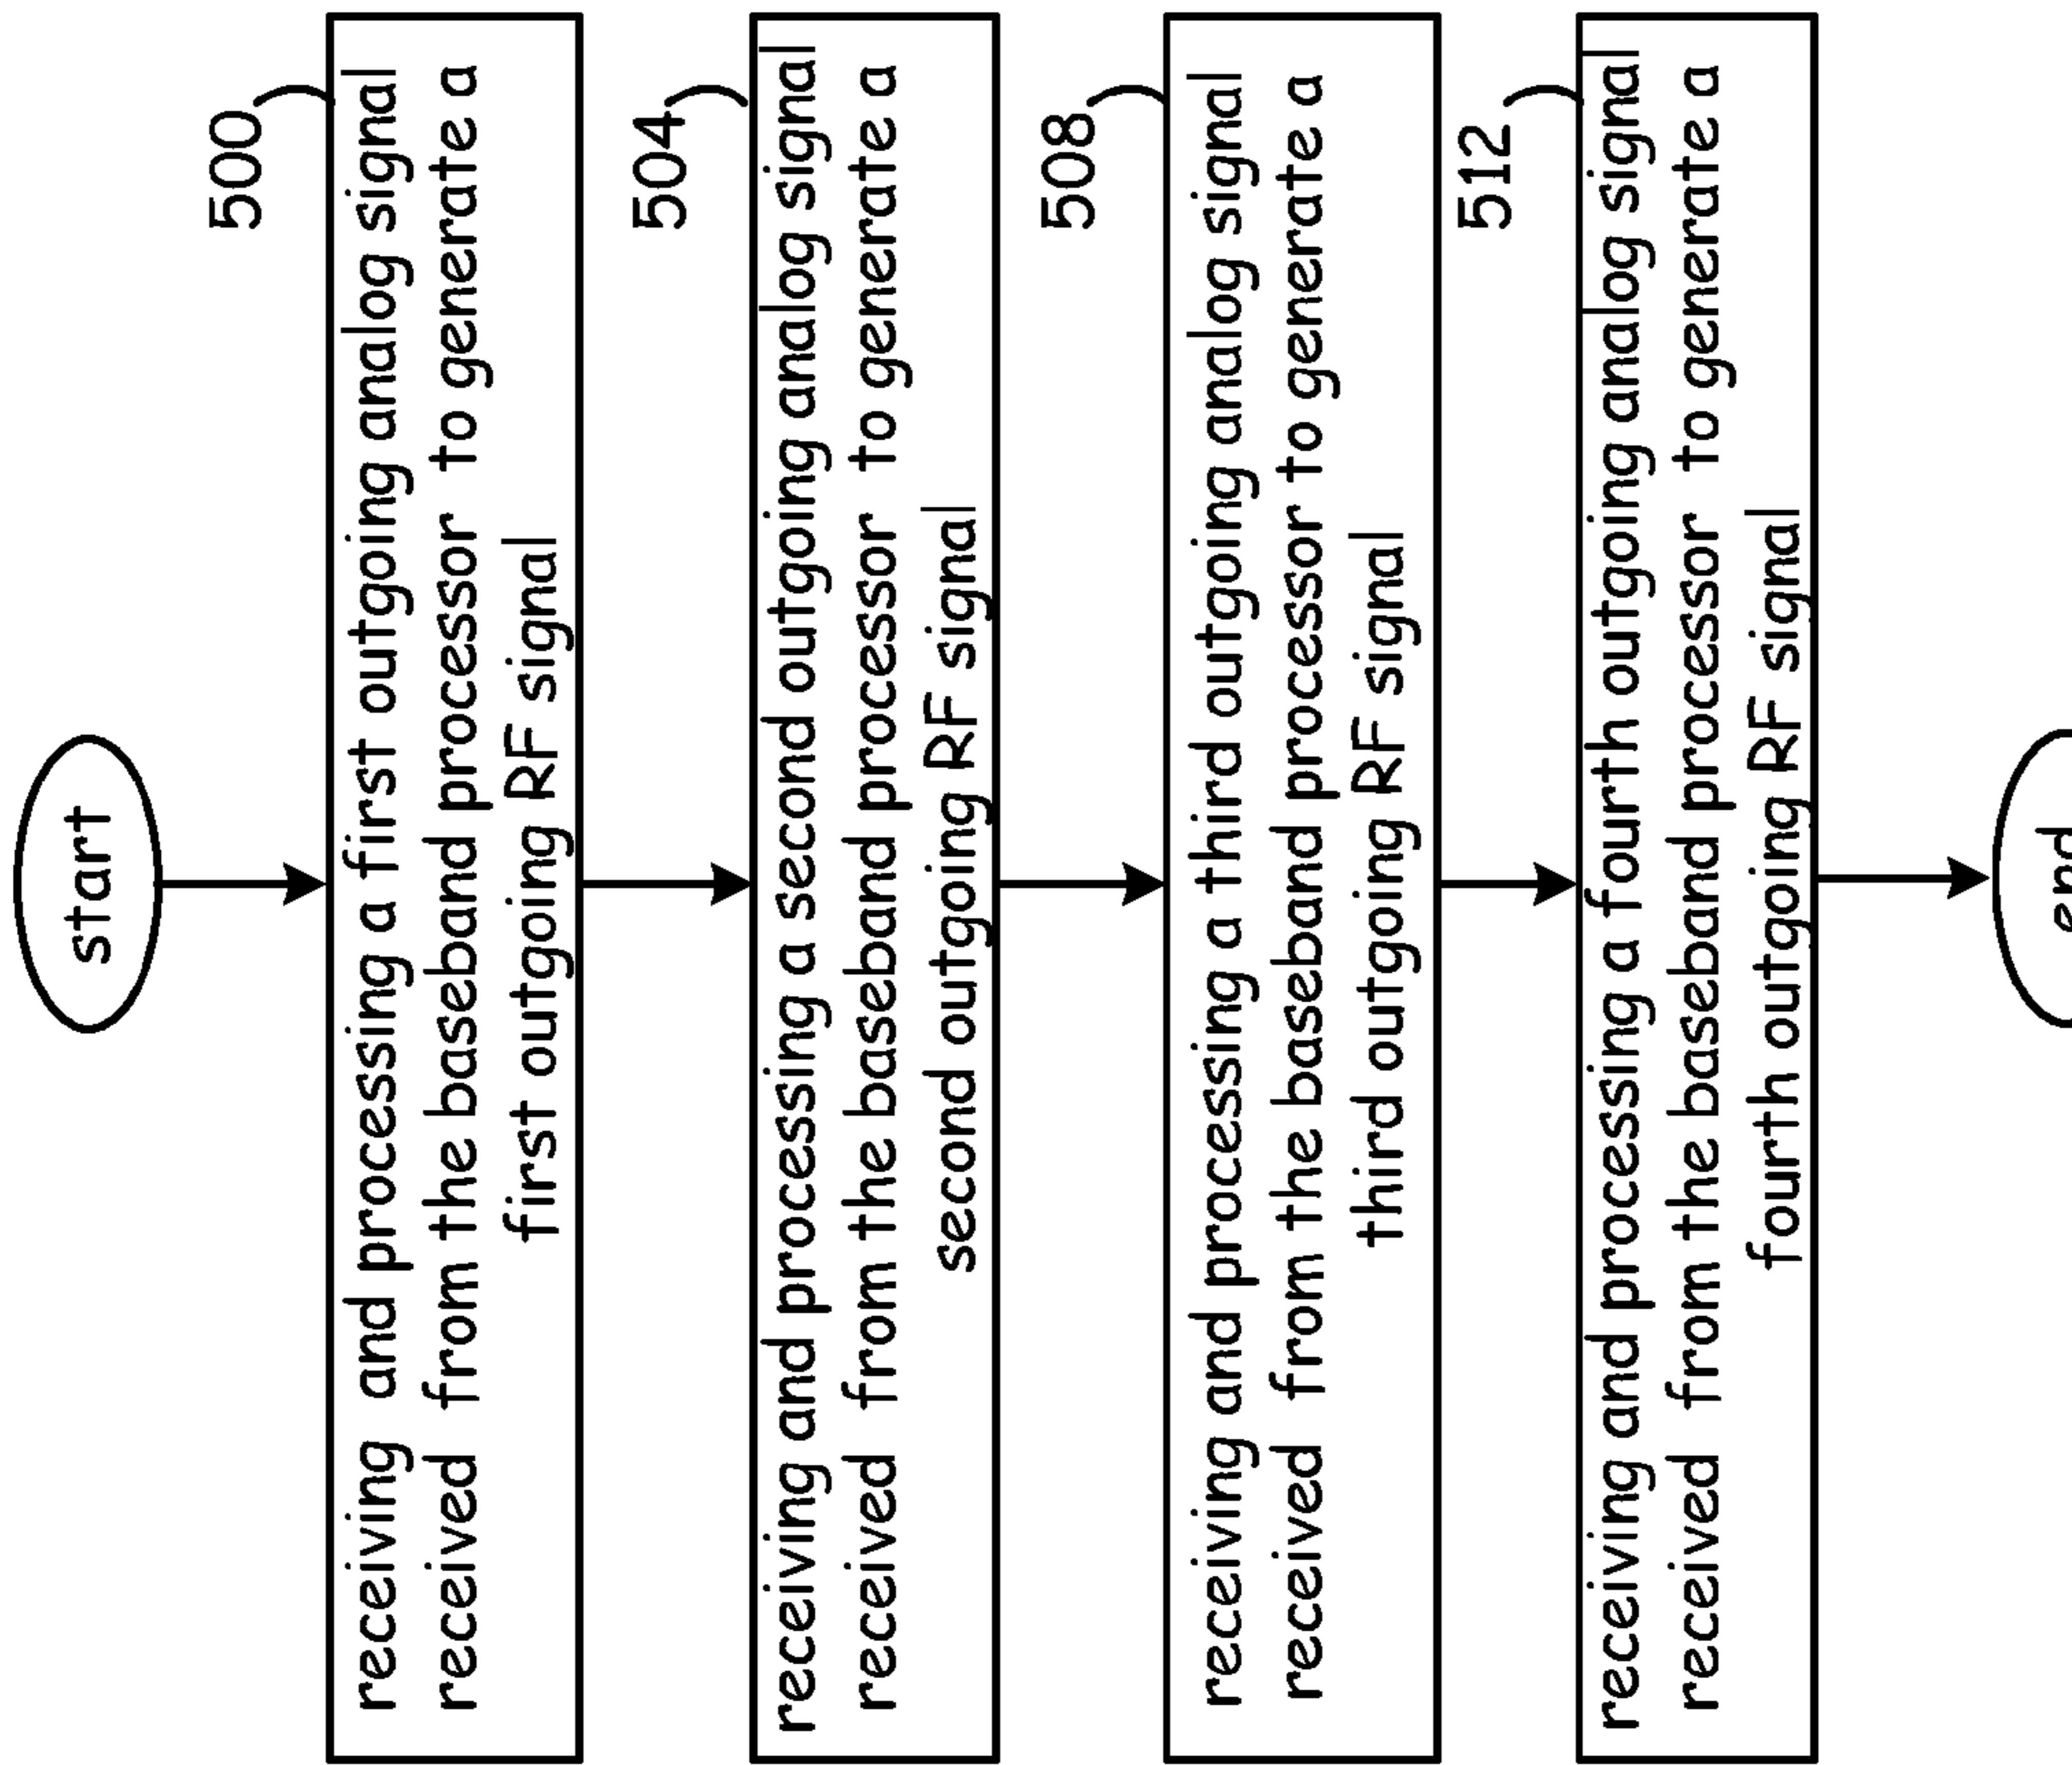 start
500
receiving and processing a first outgoing analog signal
received from the baseband processor to generate a
first outgoing RF signal
504
receiving and processing a second outgoing analog signal
received from the baseband processor to generate a
second outgoing RF signal
508
receiving and processing a third outgoing analog signal
received from the baseband processor to generate a
third outgoing RF signal
512
receiving and processing a fourth outgoing analog signal
received from the baseband processor to generate a
fourth outgoing RF signal
end